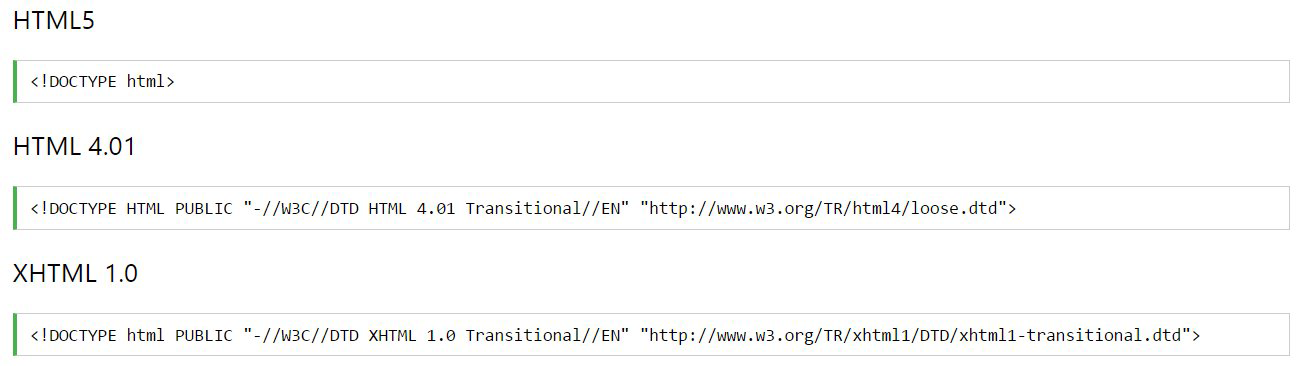 HTML5
<!DOCTYPE html>
HTML 4.01
<!DOCTYPE HTML PUBLIC "-//W3C//DTD HTML 4.01 Transitional//EN" "http://www.w3.org/TR/html4/loose.dtd">
XHTML 1.0
<!DOCTYPE html PUBLIC "-//W3C//DTD XHTML 1.0 Transitional//EN" "http://www.w3.org/TR/xhtml1/DTD/xhtml1-transitional.dtd">